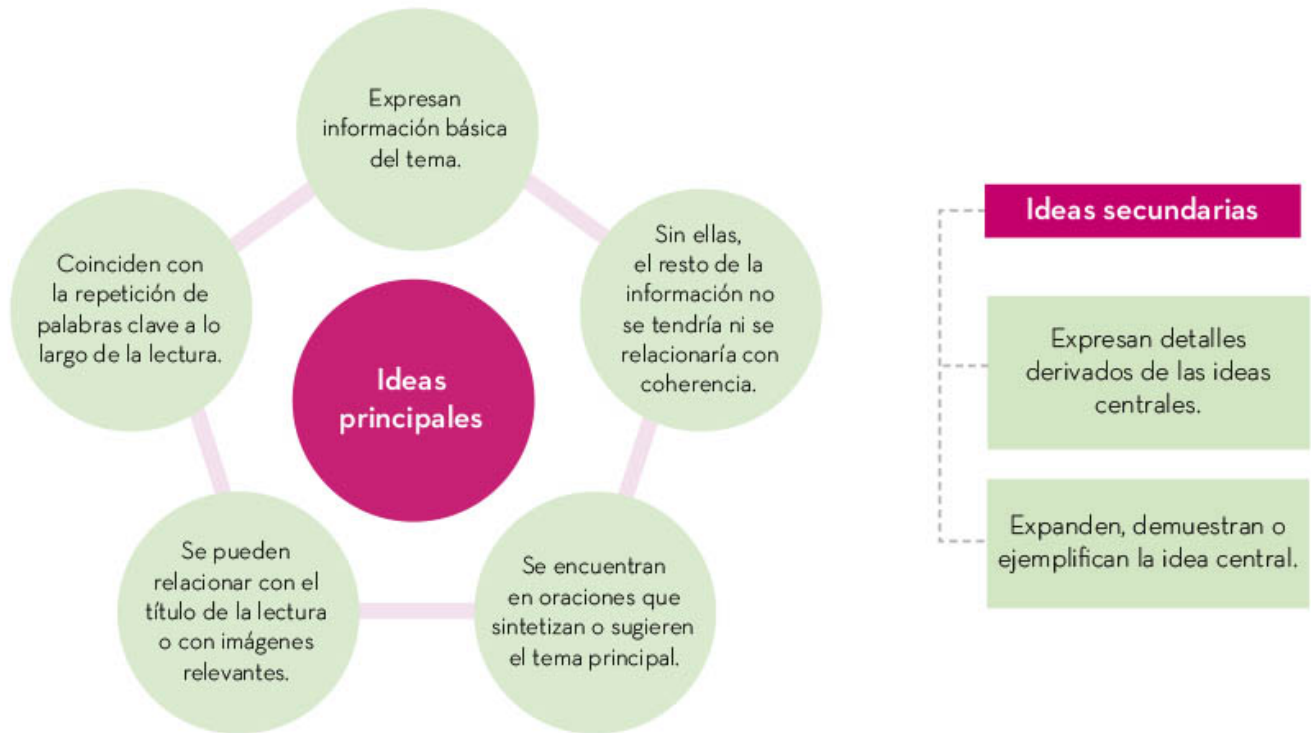 Expresan
información básica
del tema.
Sin ellas,
el resto de la
información no
se tendría ni se
relacionaría con
coherencia.
Se encuentran
en oraciones que
sintetizan o sugieren
el tema principal.
Se pueden
relacionar con el
título de la lectura
o con imágenes
relevantes.
Coinciden con
la repetición de
palabras clave a lo
largo de la lectura.
Ideas
principales
Ideas secundarias
Expresan detalles
derivados de las ideas
centrales.
Expanden, demuestran o
ejemplifican la idea central.